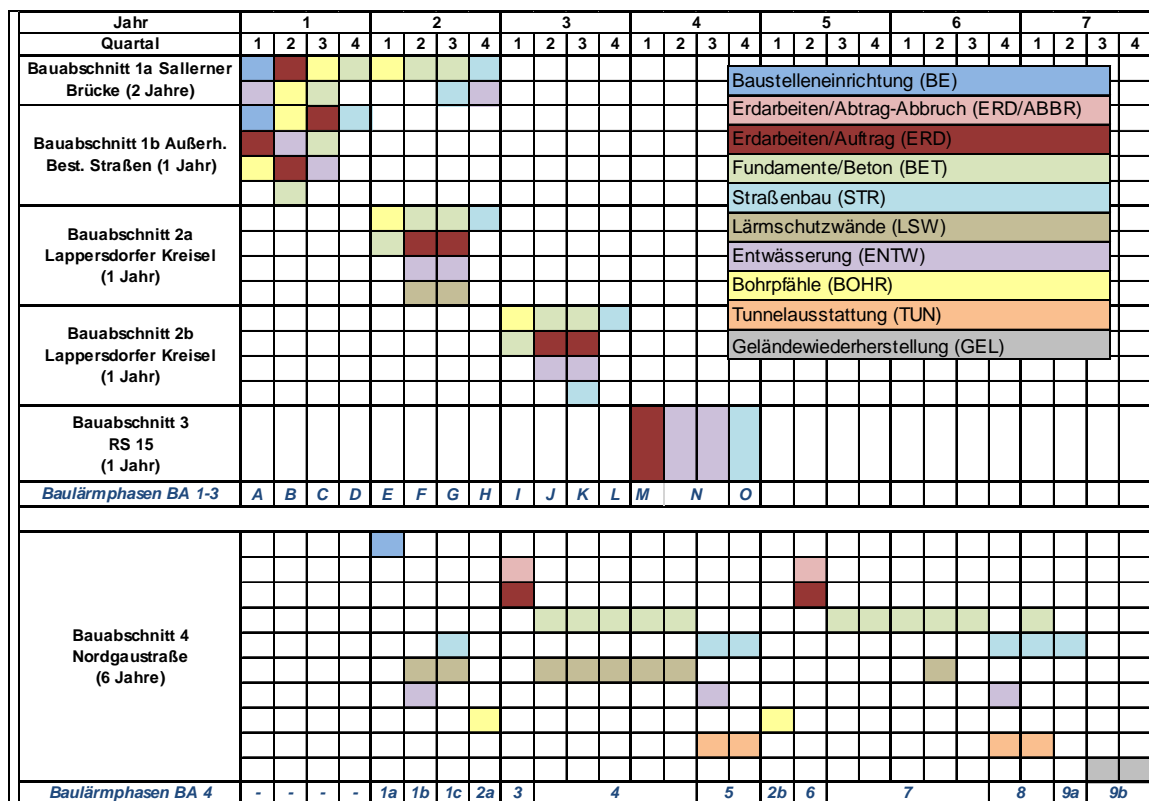 Jahr 1 2 3 4 5 6 7
Quartal 1 2 3 4 1 2 3 4 1 2 3 4 1 2 3 4 1 2 3 4 1 2 3 4 1 2 3 4
Bauabschnitt 1a Sallerner
Brücke (2 Jahre)
Bauabschnitt 1b Außerh.
Best. Straßen (1 Jahr)
Bauabschnitt 2a
Lappersdorfer Kreisel
(1 Jahr)
Bauabschnitt 2b
Lappersdorfer Kreisel
(1 Jahr)
Bauabschnitt 3
RS 15
(1 Jahr)
Baustelleneinrichtung (BE)
Erdarbeiten/Abtrag-Abbruch (ERD/ABBR)
Erdarbeiten/Auftrag (ERD)
Fundamente/Beton (BET)
Straßenbau (STR)
Lärmschutzwände (LSW)
Entwässerung (ENTW)
Bohrpfähle (BOHR)
Tunnelausstattung (TUN)
Geländewiederherstellung (GEL)
Baulärmphasen BA 1-3 A B C D E F G H I J K L M N O
Bauabschnitt 4
Nordgaustraße
(6 Jahre)
Baulärmphasen BA 4 - - - - 1a 1b 1c 2a 3 4 5 2b 6 7 8 9a 9b